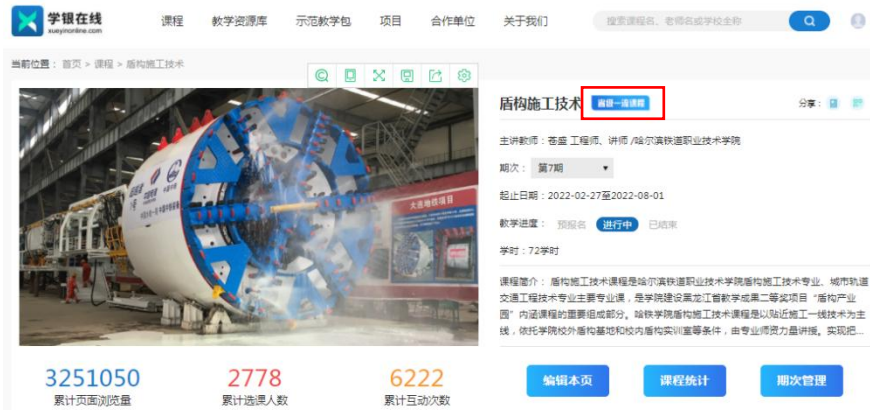 学银在线
xueyinonline.com
课程
教学资源库
示范教学包
项目
合作单位
关于我们
搜索课程名、老师名或学校全称
当前位置：首页 > 课程 > 盾构施工技术
大连地铁项目
盾构施工技术
省级一流课程
分享：
主讲教师：苍盛 工程师、讲师 /哈尔滨铁道职业技术学院
期次：
第7期
起止日期：2022-02-27至2022-08-01
教学进度：
预报名
进行中
已结束
学时：72学时
课程简介： 盾构施工技术课程是哈尔滨铁道职业技术学院盾构施工技术专业、城市轨道
交通工程技术专业主要专业课，是学院建设黑龙江省教学成果二等奖项目“盾构产业
园”内涵课程的重要组成部分。哈铁学院盾构施工技术课程是以贴近施工一线技术为主
线，依托学院校外盾构基地和校内盾构实训室等条件，由专业师资力量讲授。实现把...
3251050
累计页面浏览量
2778
累计选课人数
6222
累计互动次数
编辑本页
课程统计
期次管理